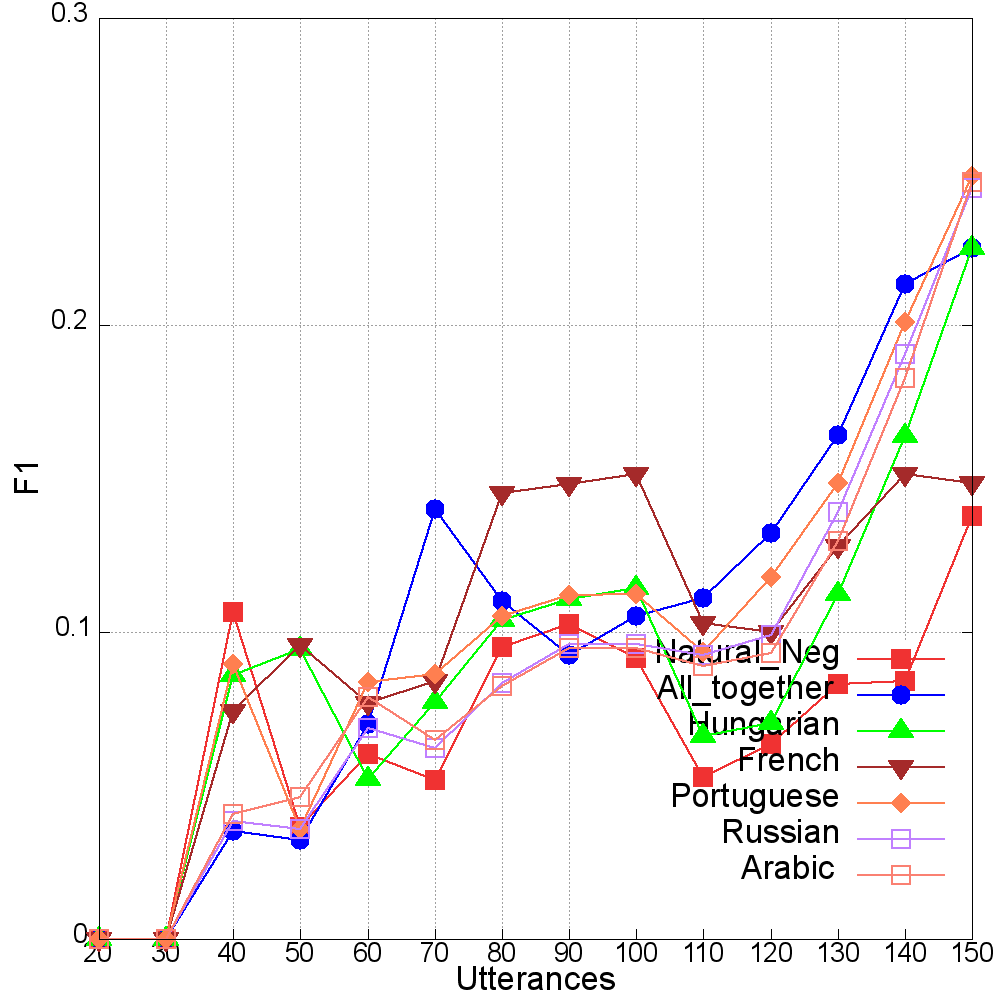 0.3
0.2
0.1
0
F1
Natural_Neg
All_together
Hungarian
French
Portuguese
Russian
Arabic
20 30 40 50 60 70 80 90 100 110 120 130 140 150
Utterances